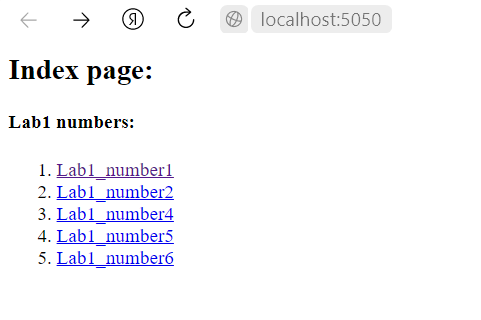 Я localhost:5050
Index page:
Lab1 numbers:
1. Lab1_number1
2. Lab1_number2
3. Lab1_number4
4. Lab1_number5
5. Lab1_number6